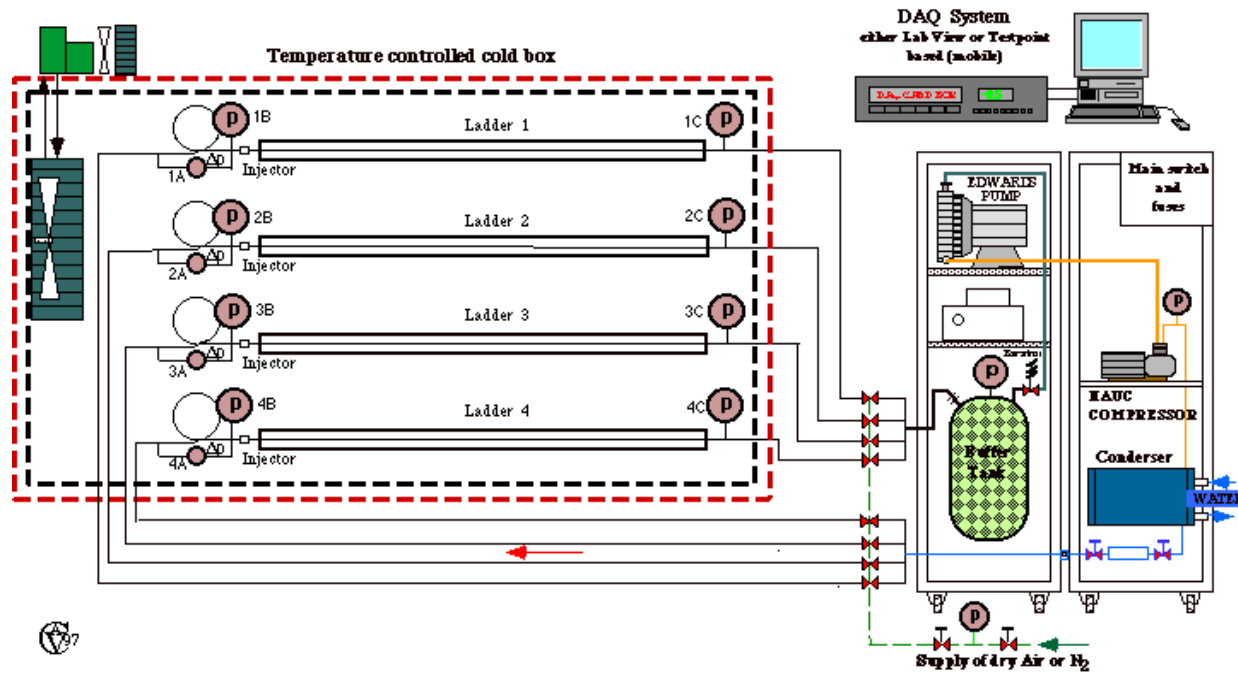 DAQ System
either Lab View or Testpoint
based (mobile)
Temperature controlled cold box
P
1B
Ladder 1
1C
P
Δp
1A
Injector
P
2B
Ladder 2
2C
P
Δp
2A
Injector
P
3B
Ladder 3
3C
P
Δp
3A
Injector
P
4B
Ladder 4
4C
P
Δp
4A
Injector
EDWARDS
PUMP
Main switch
and
fuses
P
P
HAUG
COMPRESSOR
Buffer
Tank
Conderser
WATER
P
Supply of dry Air or N₂
97